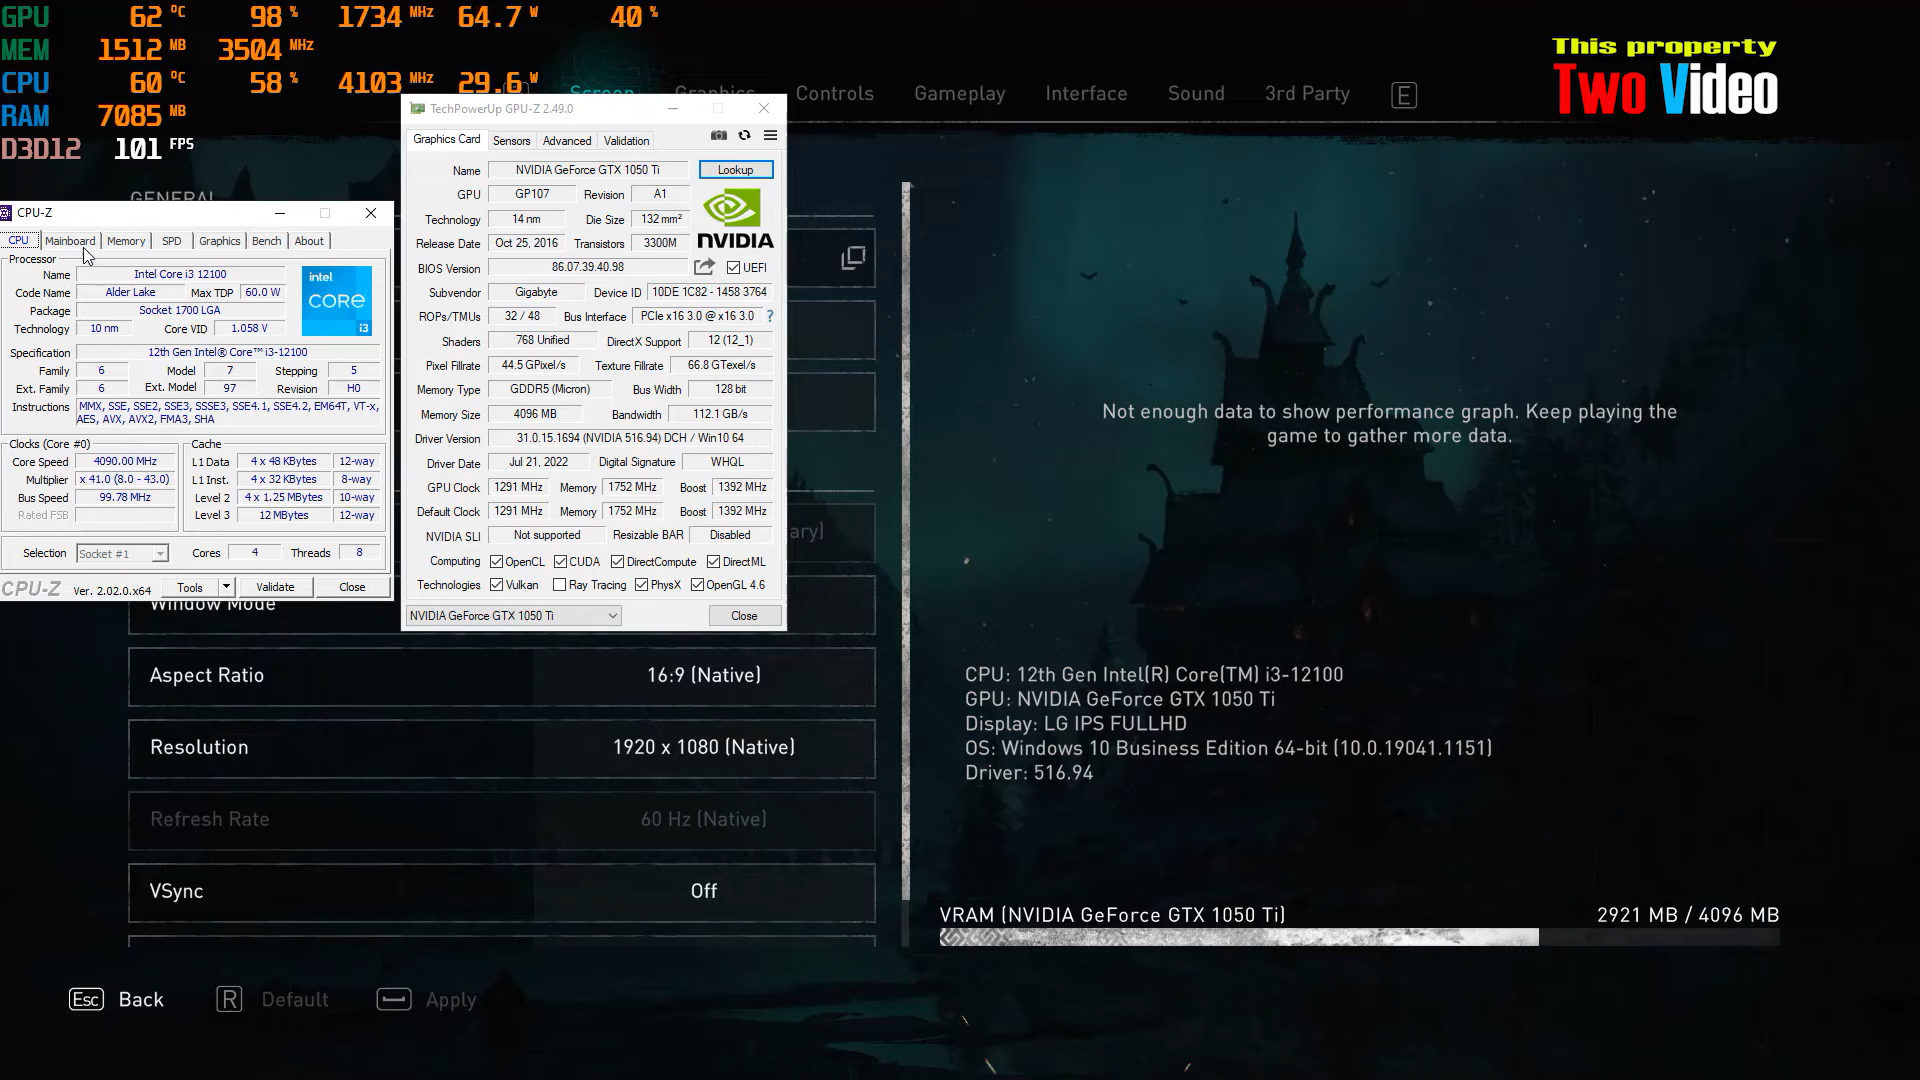 GPU 62 °C 98 % 1734 MHz 64.7 W 40 %
MEM 1512 MB 3504 MHz
CPU 60 °C 58 % 4103 MHz 29.6 W
RAM 7085 MB
D3D12 101 FPS
Screen Graphics Controls Gameplay Interface Sound 3rd Party E
This property
Two Video
GENERAL
CPU-Z
CPU Mainboard Memory SPD Graphics Bench About
Processor
Name Intel Core i3 12100
Code Name Alder Lake Max TDP 60.0 W
Package Socket 1700 LGA
Technology 10 nm Core VID 1.058 V
intel
CORE
i3
Specification 12th Gen Intel® Core™ i3-12100
Family 6 Model 7 Stepping 5
Ext. Family 6 Ext. Model 97 Revision H0
Instructions MMX, SSE, SSE2, SSE3, SSSE3, SSE4.1, SSE4.2, EM64T, VT-x,
AES, AVX, AVX2, FMA3, SHA
Clocks (Core #0)
Core Speed 4090.00 MHz
Multiplier x 41.0 (8.0 - 43.0)
Bus Speed 99.78 MHz
Rated FSB
Cache
L1 Data 4 x 48 KBytes 12-way
L1 Inst. 4 x 32 KBytes 8-way
Level 2 4 x 1.25 MBytes 10-way
Level 3 12 MBytes 12-way
Selection Socket #1 Cores 4 Threads 8
CPU-Z Ver. 2.02.0.x64 Tools Validate Close
TechPowerUp GPU-Z 2.49.0
Graphics Card Sensors Advanced Validation
Name NVIDIA GeForce GTX 1050 Ti Lookup
GPU GP107 Revision A1
Technology 14 nm Die Size 132 mm²
Release Date Oct 25, 2016 Transistors 3300M
NVIDIA
BIOS Version 86.07.39.40.98 UEFI
Subvendor Gigabyte Device ID 10DE 1C82 - 1458 3764
ROPs/TMUs 32 / 48 Bus Interface PCIe x16 3.0 @ x16 3.0 ?
Shaders 768 Unified DirectX Support 12 (12_1)
Pixel Fillrate 44.5 GPixel/s Texture Fillrate 66.8 GTexel/s
Memory Type GDDR5 (Micron) Bus Width 128 bit
Memory Size 4096 MB Bandwidth 112.1 GB/s
Driver Version 31.0.15.1694 (NVIDIA 516.94) DCH / Win10 64
Driver Date Jul 21, 2022 Digital Signature WHQL
GPU Clock 1291 MHz Memory 1752 MHz Boost 1392 MHz
Default Clock 1291 MHz Memory 1752 MHz Boost 1392 MHz
NVIDIA SLI Not supported Resizable BAR Disabled
Computing OpenCL CUDA DirectCompute DirectML
Technologies Vulkan Ray Tracing PhysX OpenGL 4.6
NVIDIA GeForce GTX 1050 Ti Close
ary)
Window Mode
Aspect Ratio 16:9 (Native)
Resolution 1920 x 1080 (Native)
Refresh Rate 60 Hz (Native)
VSync Off
Not enough data to show performance graph. Keep playing the
game to gather more data.
CPU: 12th Gen Intel(R) Core(TM) i3-12100
GPU: NVIDIA GeForce GTX 1050 Ti
Display: LG IPS FULLHD
OS: Windows 10 Business Edition 64-bit (10.0.19041.1151)
Driver: 516.94
VRAM (NVIDIA GeForce GTX 1050 Ti) 2921 MB / 4096 MB
Esc Back R Default Apply